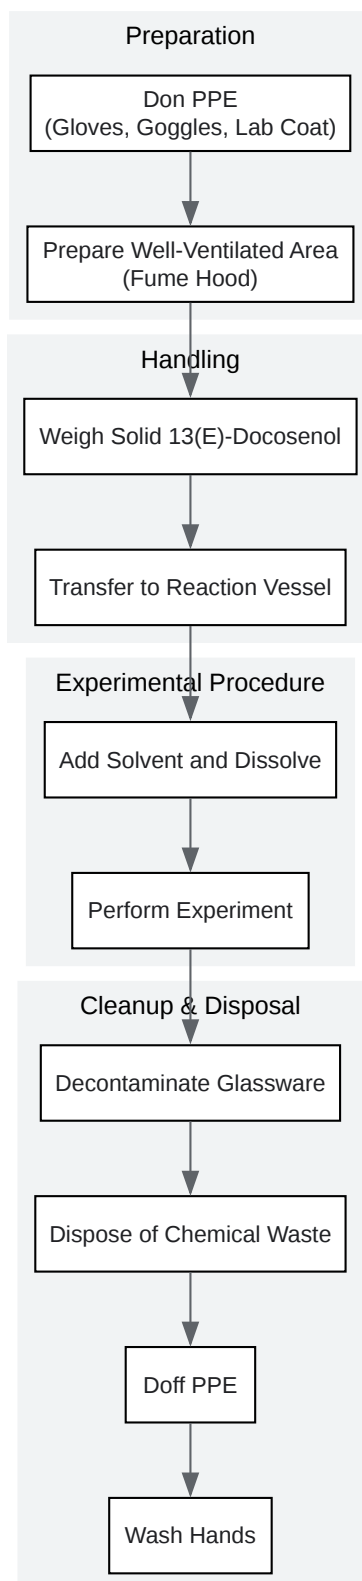 Preparation
Don PPE
(Gloves, Goggles, Lab Coat)
Prepare Well-Ventilated Area
(Fume Hood)
Handling
Weigh Solid 13(E)-Docosenol
Transfer to Reaction Vessel
Experimental Procedure
Add Solvent and Dissolve
Perform Experiment
Cleanup & Disposal
Decontaminate Glassware
Dispose of Chemical Waste
Doff PPE
Wash Hands